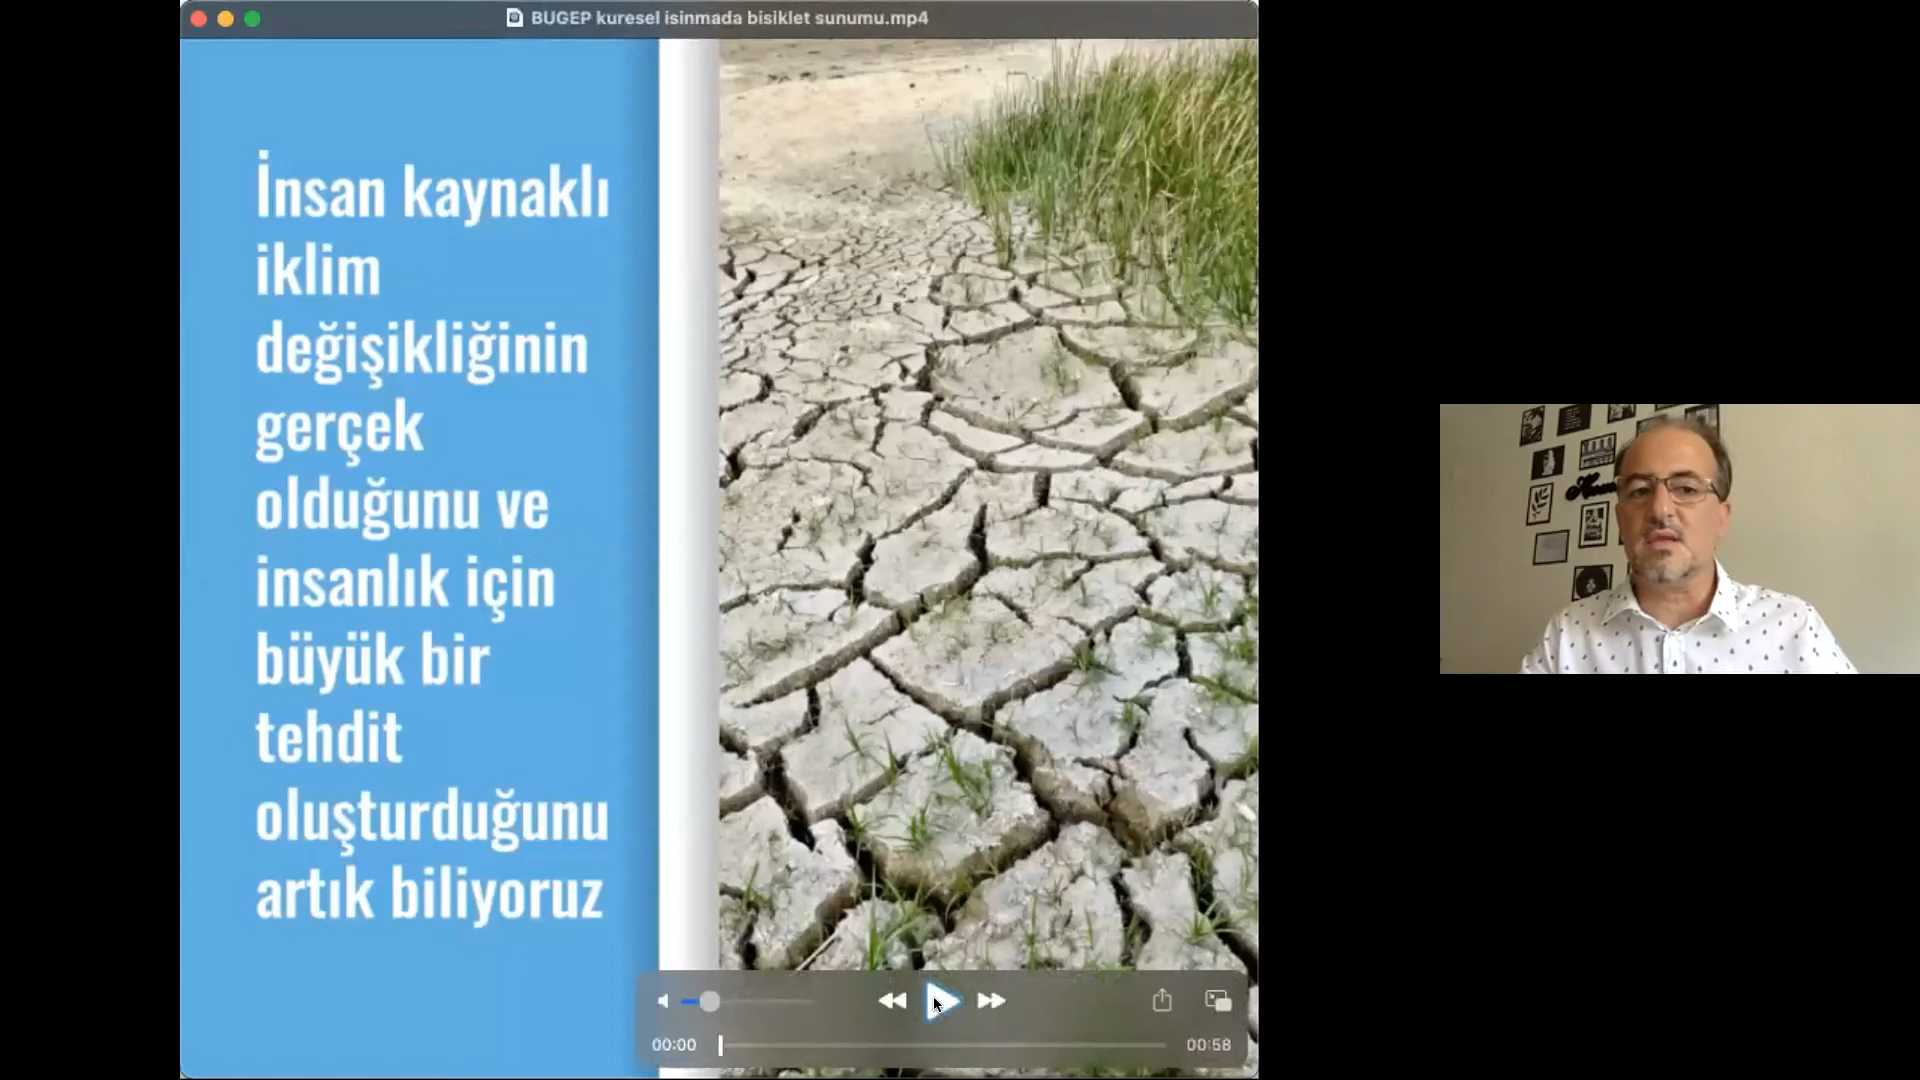 BUGEP kuresel isinmada bisiklet sunumu.mp4
İnsan kaynaklı
iklim
değişikliğinin
gerçek
olduğunu ve
insanlık için
büyük bir
tehdit
oluşturduğunu
artık biliyoruz
00:00
00:58